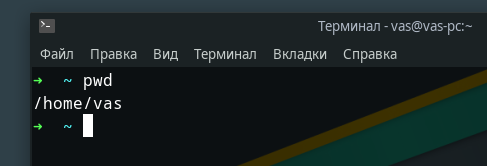 Терминал - vas@vas-pc:~
Файл Правка Вид Терминал Вкладки Справка
➜ ~ pwd
/home/vas
➜ ~